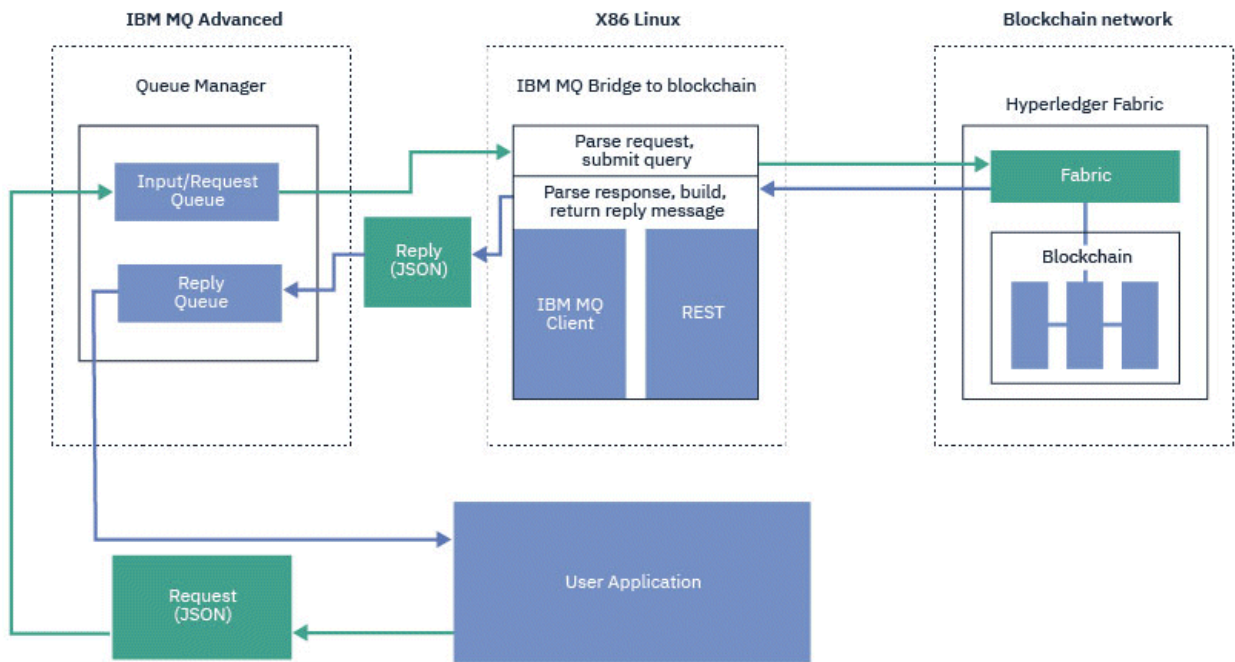 IBM MQ Advanced
X86 Linux
Blockchain network
Queue Manager
IBM MQ Bridge to blockchain
Hyperledger Fabric
Input/Request
Queue
Parse request,
submit query
Fabric
Parse response, build,
return reply message
Reply
(JSON)
Reply
Queue
IBM MQ
Client
REST
Blockchain
User Application
Request
(JSON)